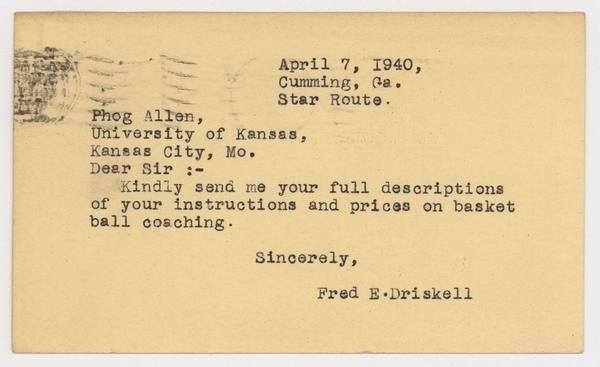 April 7, 1940,
Cumming, Ga.
Star Route.
Phog Allen,
University of Kansas,
Kansas City, Mo.
Dear Sir :-
Kindly send me your full descriptions
of your instructions and prices on basket
ball coaching.
Sincerely,
Fred E.Driskell